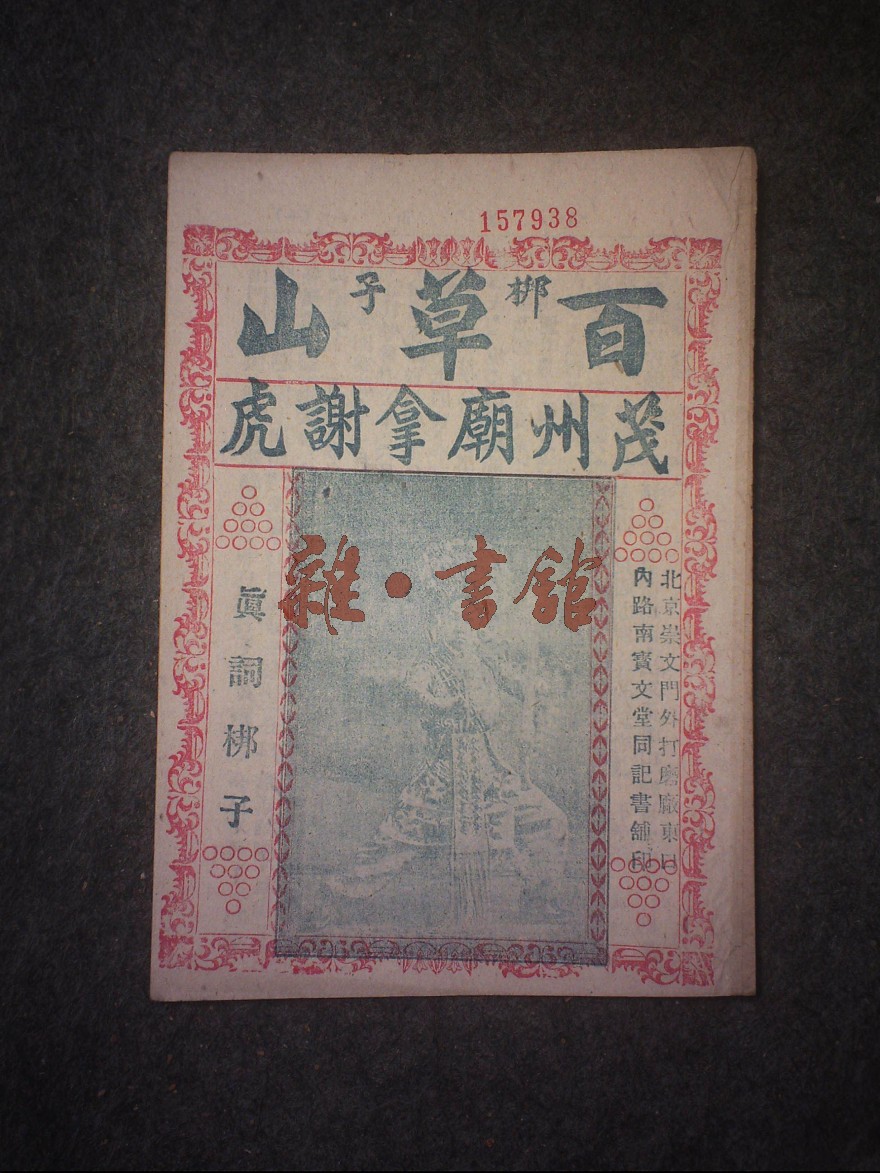 157938
百草山
梆子
茂州廟拿謝虎
北京崇文門外打磨廠東口
內路南寶文堂同記書舖印
雜·書館
眞詞梆子